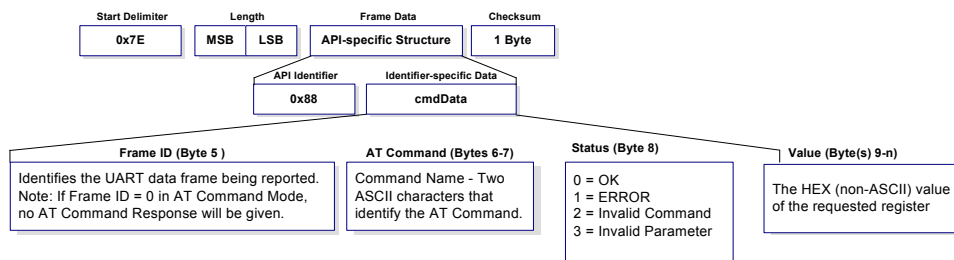 Start Delimiter
Length
Frame Data
Checksum
0x7E
MSB
LSB
API-specific Structure
1 Byte
API Identifier
Identifier-specific Data
0x88
cmdData
Frame ID (Byte 5 )
Identifies the UART data frame being reported.
Note: If Frame ID = 0 in AT Command Mode,
no AT Command Response will be given.
AT Command (Bytes 6-7)
Command Name - Two
ASCII characters that
identify the AT Command.
Status (Byte 8)
0 = OK
1 = ERROR
2 = Invalid Command
3 = Invalid Parameter
Value (Byte(s) 9-n)
The HEX (non-ASCII) value
of the requested register